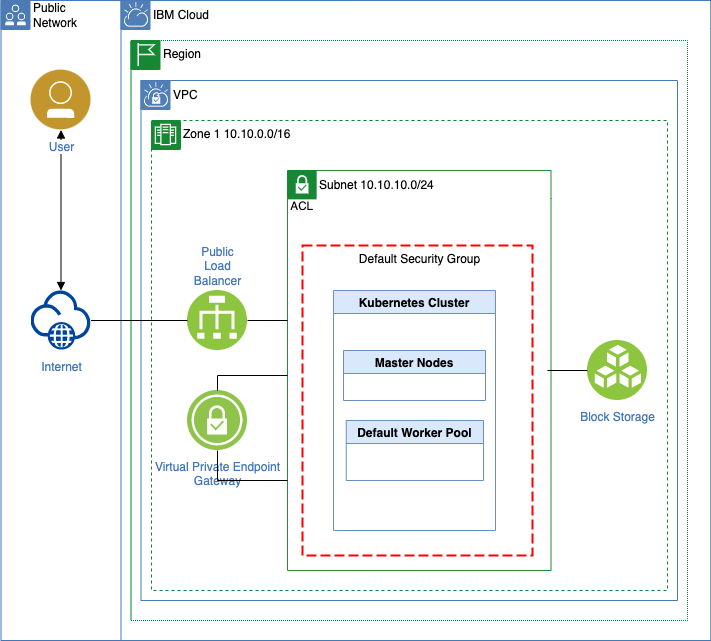 Public
Network
IBM Cloud
Region
VPC
Zone 1 10.10.0.0/16
User
Subnet 10.10.10.0/24
ACL
Public
Load
Balancer
Default Security Group
Kubernetes Cluster
Internet
Master Nodes
Block Storage
Default Worker Pool
Virtual Private Endpoint
Gateway